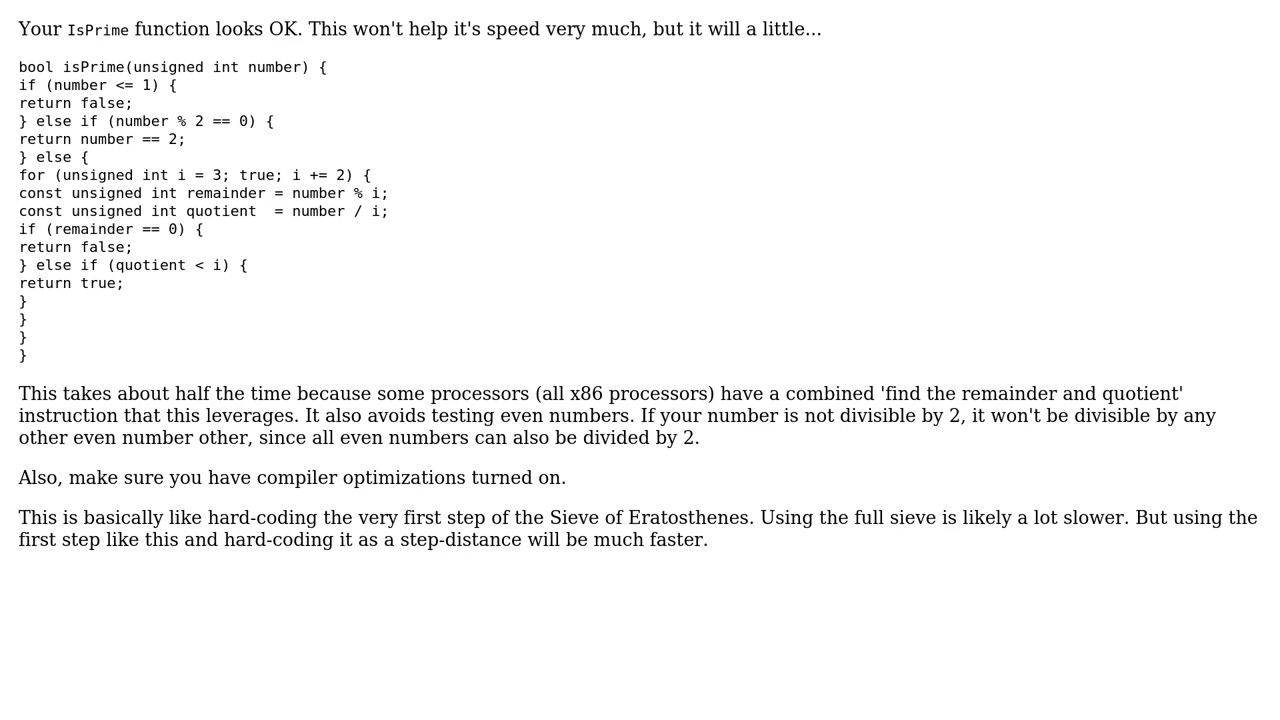 Your IsPrime function looks OK. This won't help it's speed very much, but it will a little...
bool isPrime(unsigned int number) {
if (number <= 1) {
return false;
} else if (number % 2 == 0) {
return number == 2;
} else {
for (unsigned int i = 3; true; i += 2) {
const unsigned int remainder = number % i;
const unsigned int quotient  = number / i;
if (remainder == 0) {
return false;
} else if (quotient < i) {
return true;
}
}
}
}
This takes about half the time because some processors (all x86 processors) have a combined 'find the remainder and quotient'
instruction that this leverages. It also avoids testing even numbers. If your number is not divisible by 2, it won't be divisible by any
other even number other, since all even numbers can also be divided by 2.
Also, make sure you have compiler optimizations turned on.
This is basically like hard-coding the very first step of the Sieve of Eratosthenes. Using the full sieve is likely a lot slower. But using the
first step like this and hard-coding it as a step-distance will be much faster.